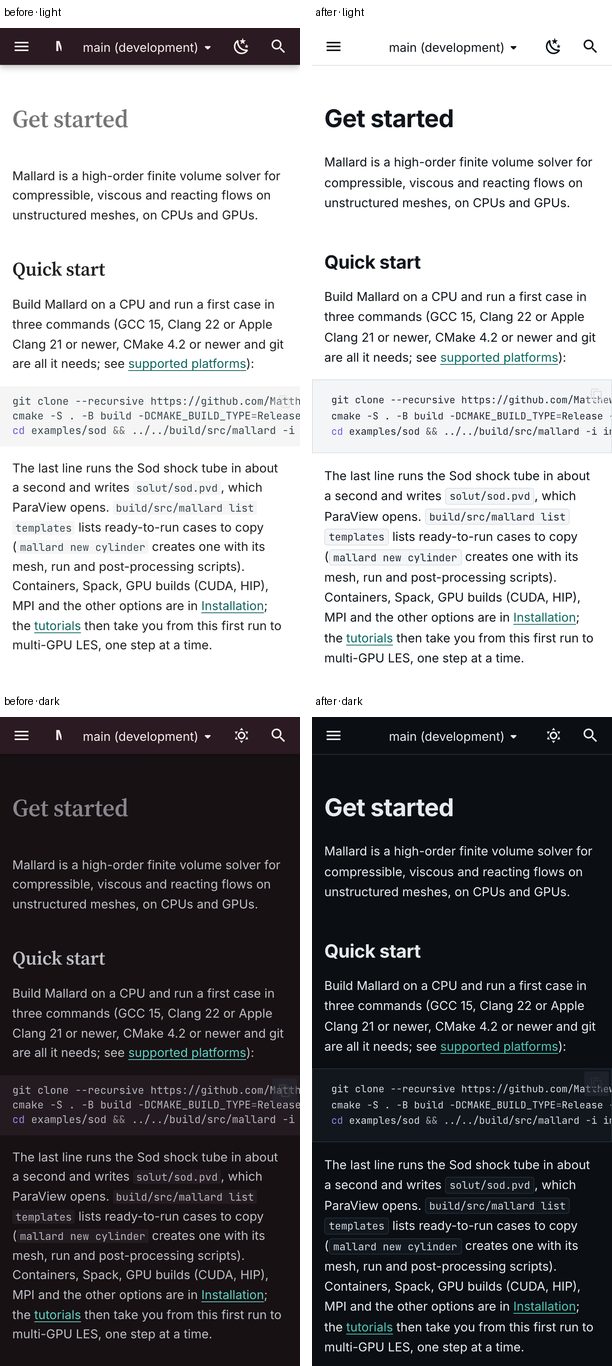 before·light
M
main (development)
Get started
Mallard is a high-order finite volume solver for
compressible, viscous and reacting flows on
unstructured meshes, on CPUs and GPUs.
Quick start
Build Mallard on a CPU and run a first case in
three commands (GCC 15, Clang 22 or Apple
Clang 21 or newer, CMake 4.2 or newer and git
are all it needs; see supported platforms):
git clone --recursive https://github.com/Matth
cmake -S . -B build -DCMAKE_BUILD_TYPE=Release
cd examples/sod && ../../build/src/mallard -i
The last line runs the Sod shock tube in about
a second and writes solut/sod.pvd, which
ParaView opens. build/src/mallard list
templates lists ready-to-run cases to copy
(mallard new cylinder creates one with its
mesh, run and post-processing scripts).
Containers, Spack, GPU builds (CUDA, HIP),
MPI and the other options are in Installation;
the tutorials then take you from this first run to
multi-GPU LES, one step at a time.
after·light
main (development)
Get started
Mallard is a high-order finite volume solver for
compressible, viscous and reacting flows on
unstructured meshes, on CPUs and GPUs.
Quick start
Build Mallard on a CPU and run a first case in
three commands (GCC 15, Clang 22 or Apple
Clang 21 or newer, CMake 4.2 or newer and git
are all it needs; see supported platforms):
git clone --recursive https://github.com/Matthew
cmake -S . -B build -DCMAKE_BUILD_TYPE=Release -
cd examples/sod && ../../build/src/mallard -i in
The last line runs the Sod shock tube in about
a second and writes solut/sod.pvd, which
ParaView opens. build/src/mallard list
templates lists ready-to-run cases to copy
(mallard new cylinder creates one with its
mesh, run and post-processing scripts).
Containers, Spack, GPU builds (CUDA, HIP),
MPI and the other options are in Installation;
the tutorials then take you from this first run to
multi-GPU LES, one step at a time.
before·dark
M
main (development)
Get started
Mallard is a high-order finite volume solver for
compressible, viscous and reacting flows on
unstructured meshes, on CPUs and GPUs.
Quick start
Build Mallard on a CPU and run a first case in
three commands (GCC 15, Clang 22 or Apple
Clang 21 or newer, CMake 4.2 or newer and git
are all it needs; see supported platforms):
git clone --recursive https://github.com/Matth
cmake -S . -B build -DCMAKE_BUILD_TYPE=Release
cd examples/sod && ../../build/src/mallard -i
The last line runs the Sod shock tube in about
a second and writes solut/sod.pvd, which
ParaView opens. build/src/mallard list
templates lists ready-to-run cases to copy
(mallard new cylinder creates one with its
mesh, run and post-processing scripts).
Containers, Spack, GPU builds (CUDA, HIP),
MPI and the other options are in Installation;
the tutorials then take you from this first run to
multi-GPU LES, one step at a time.
after·dark
main (development)
Get started
Mallard is a high-order finite volume solver for
compressible, viscous and reacting flows on
unstructured meshes, on CPUs and GPUs.
Quick start
Build Mallard on a CPU and run a first case in
three commands (GCC 15, Clang 22 or Apple
Clang 21 or newer, CMake 4.2 or newer and git
are all it needs; see supported platforms):
git clone --recursive https://github.com/Matthew
cmake -S . -B build -DCMAKE_BUILD_TYPE=Release -
cd examples/sod && ../../build/src/mallard -i in
The last line runs the Sod shock tube in about
a second and writes solut/sod.pvd, which
ParaView opens. build/src/mallard list
templates lists ready-to-run cases to copy
(mallard new cylinder creates one with its
mesh, run and post-processing scripts).
Containers, Spack, GPU builds (CUDA, HIP),
MPI and the other options are in Installation;
the tutorials then take you from this first run to
multi-GPU LES, one step at a time.